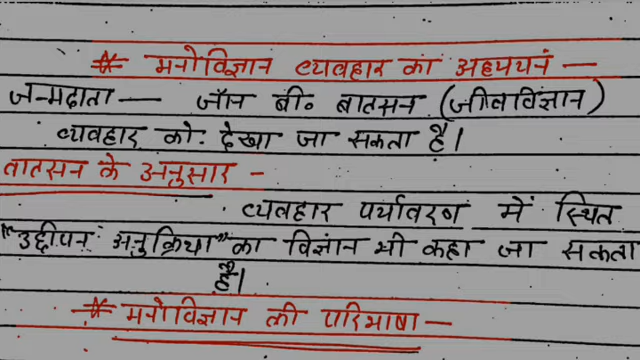 * मनोविज्ञान व्यवहार का अध्ययनं —
जन्मदाता — जॉन बी॰ वाटसन (जीवविज्ञान)
व्यवहार को. देखा जा सकता है।
वाटसन के अनुसार -
व्यवहार पर्यावरण में स्थित
"उद्दीपन अनुक्रिया" का विज्ञान भी कहा जा सकता
है।
* मनोविज्ञान की परिभाषा —